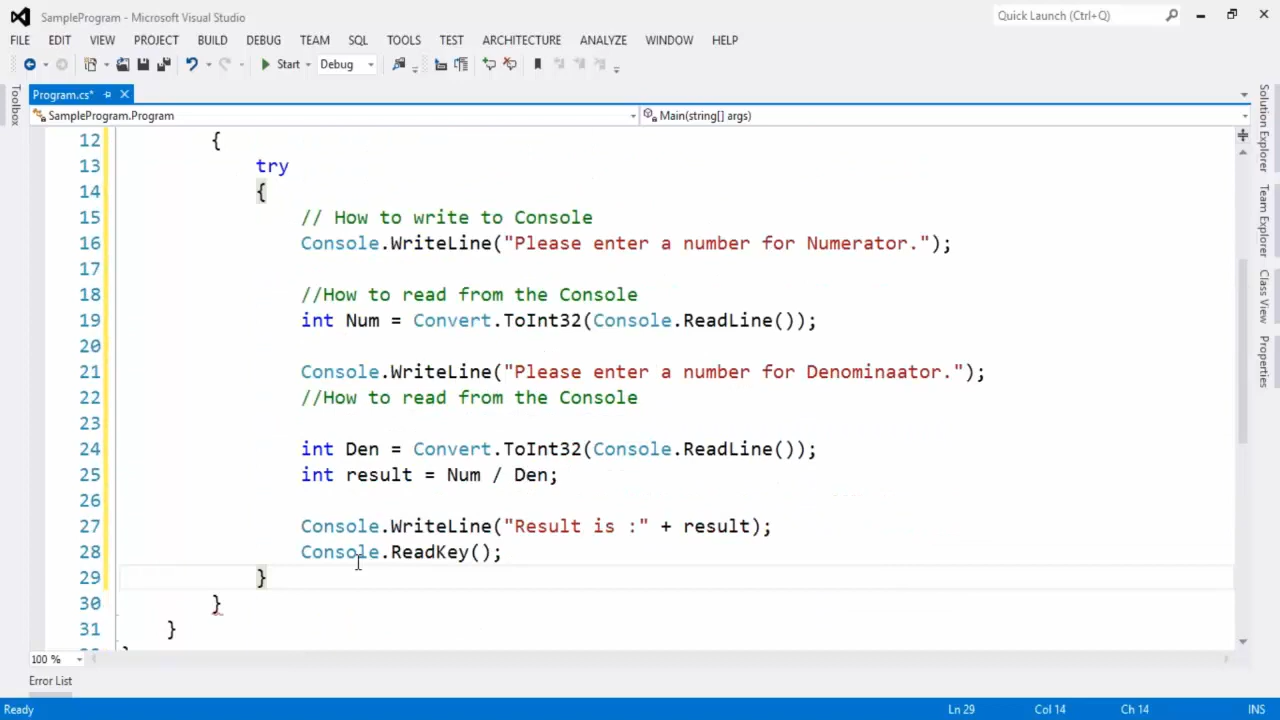 SampleProgram - Microsoft Visual Studio
Quick Launch (Ctrl+Q)
FILE EDIT VIEW PROJECT BUILD DEBUG TEAM SQL TOOLS TEST ARCHITECTURE ANALYZE WINDOW HELP
Start Debug
Toolbox
Program.cs*
SampleProgram.Program
Main(string[] args)
12 {
13 try
14 {
15 // How to write to Console
16 Console.WriteLine("Please enter a number for Numerator.");
17
18 //How to read from the Console
19 int Num = Convert.ToInt32(Console.ReadLine());
20
21 Console.WriteLine("Please enter a number for Denominaator.");
22 //How to read from the Console
23
24 int Den = Convert.ToInt32(Console.ReadLine());
25 int result = Num / Den;
26
27 Console.WriteLine("Result is :" + result);
28 Console.ReadKey();
29 }
30 }
31 }
Solution Explorer
Team Explorer
Class View
Properties
100 %
Error List
Ready
Ln 29 Col 14 Ch 14 INS